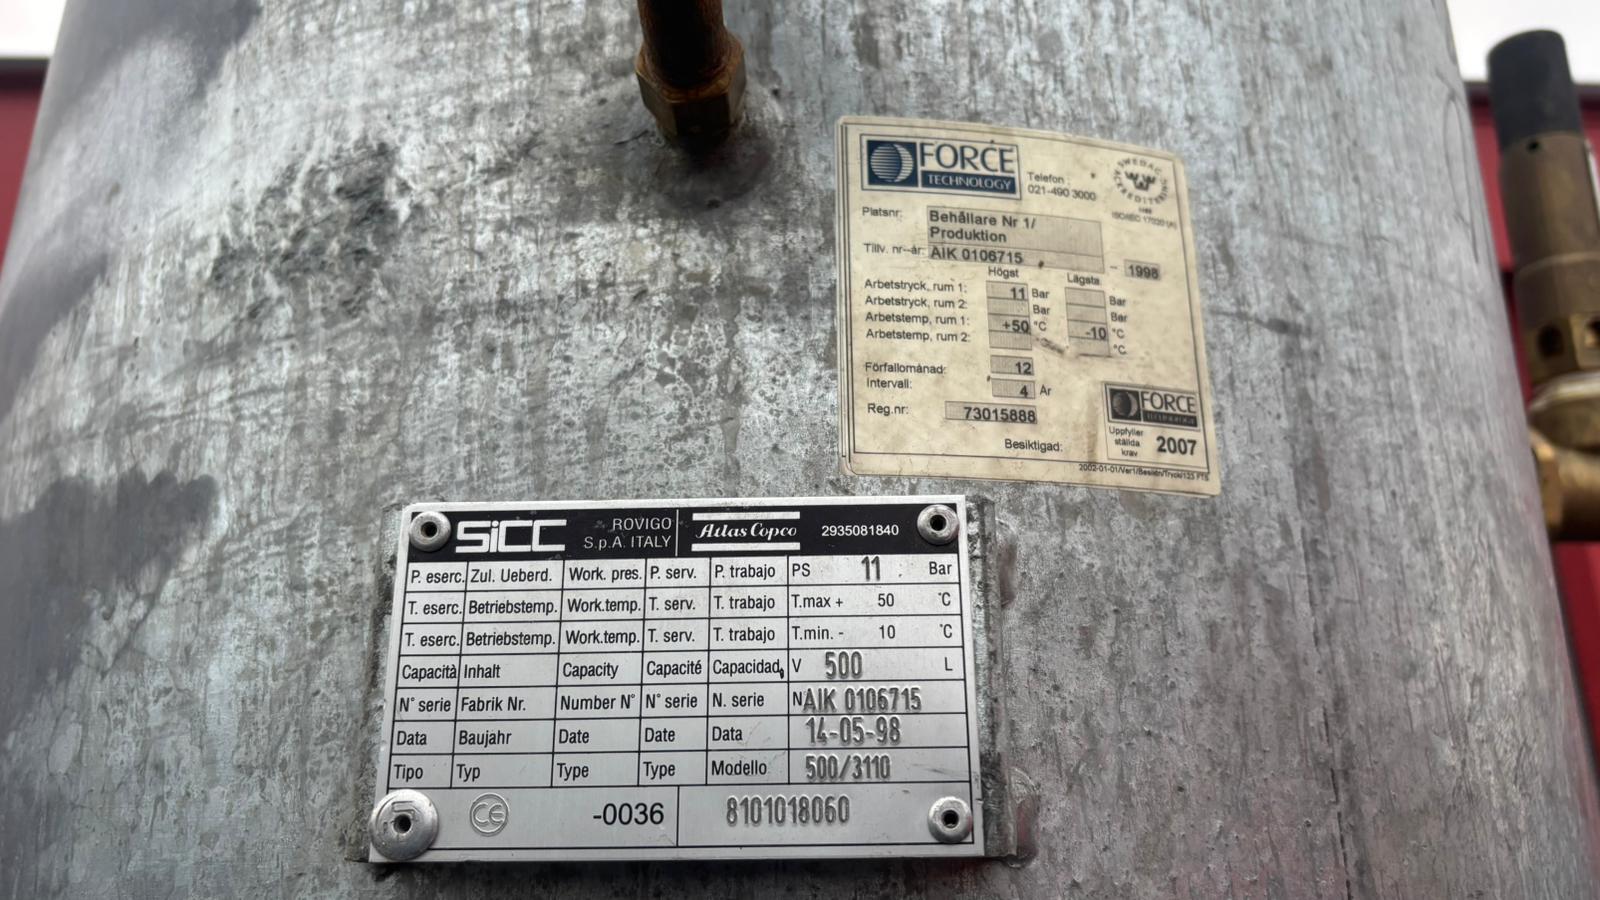 FORCE
TECHNOLOGY
Telefon:
021-490 3000
SWEDAC
ACKREDITERING
Platsnr: Behållare Nr 1/
Produktion
Tillv. nr--år: AIK 0106715 - 1998
Högst Lägsta
Arbetstryck, rum 1: 11 Bar Bar
Arbetstryck, rum 2: Bar Bar
Arbetstemp, rum 1: +50 °C -10 °C
Arbetstemp, rum 2: °C °C
Förfallomånad: 12
Intervall: 4 År
Reg.nr: 73015888
Besiktigad:
FORCE
Uppfyller
ställda
krav
2007
SiCC ROVIGO
S.p.A. ITALY
Atlas Copco 2935081840
P. eserc. Zul. Ueberd. Work. pres. P. serv. P. trabajo PS 11 Bar
T. eserc. Betriebstemp. Work.temp. T. serv. T. trabajo T.max + 50 °C
T. eserc. Betriebstemp. Work.temp. T. serv. T. trabajo T.min. - 10 °C
Capacità Inhalt Capacity Capacité Capacidad V 500 L
N° serie Fabrik Nr. Number N° N° serie N. serie N° AIK 0106715
Data Baujahr Date Date Data 14-05-98
Tipo Typ Type Type Modello 500/3110
CE -0036 8101018060